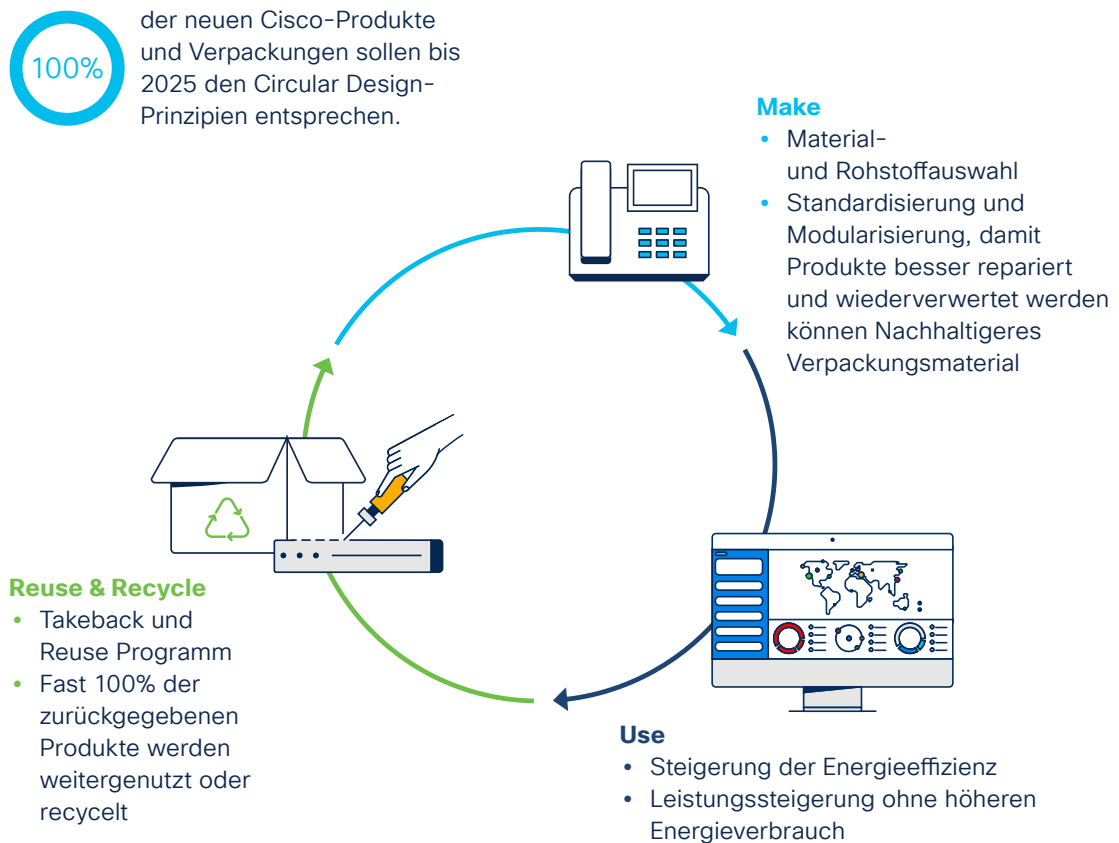 100%
der neuen Cisco-Produkte
und Verpackungen sollen bis
2025 den Circular Design-
Prinzipien entsprechen.
Make
• Material-
und Rohstoffauswahl
• Standardisierung und
Modularisierung, damit
Produkte besser repariert
und wiederverwertet werden
können Nachhaltigeres
Verpackungsmaterial
Reuse & Recycle
• Takeback und
Reuse Programm
• Fast 100% der
zurückgegebenen
Produkte werden
weitergenutzt oder
recycelt
Use
• Steigerung der Energieeffizienz
• Leistungssteigerung ohne höheren
Energieverbrauch